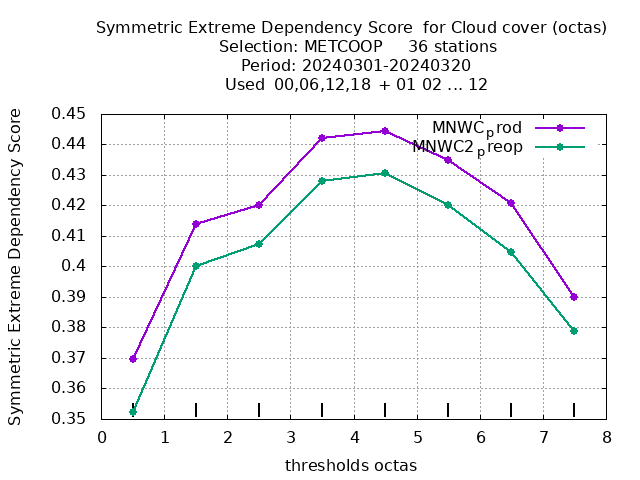 Symmetric Extreme Dependency Score  for Cloud cover (octas)
Selection: METCOOP     36 stations
Period: 20240301-20240320
Used  00,06,12,18 + 01 02 ... 12
Symmetric Extreme Dependency Score
0.45
0.44
0.43
0.42
0.41
0.4
0.39
0.38
0.37
0.36
0.35
MNWCprod
MNWC2preop
0 1 2 3 4 5 6 7 8
thresholds octas